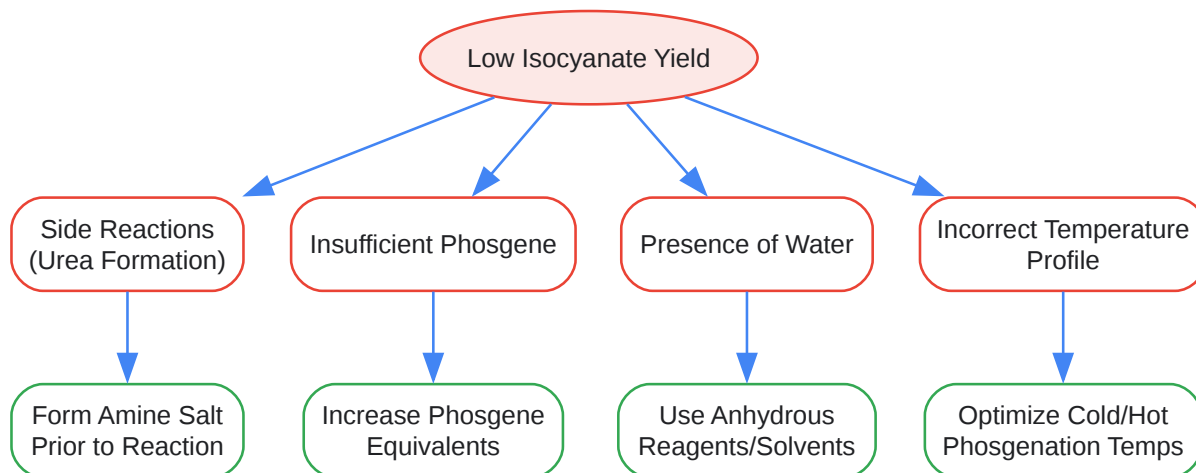 Low Isocyanate Yield
Side Reactions
(Urea Formation)
Insufficient Phosgene
Presence of Water
Incorrect Temperature
Profile
Form Amine Salt
Prior to Reaction
Increase Phosgene
Equivalents
Use Anhydrous
Reagents/Solvents
Optimize Cold/Hot
Phosgenation Temps